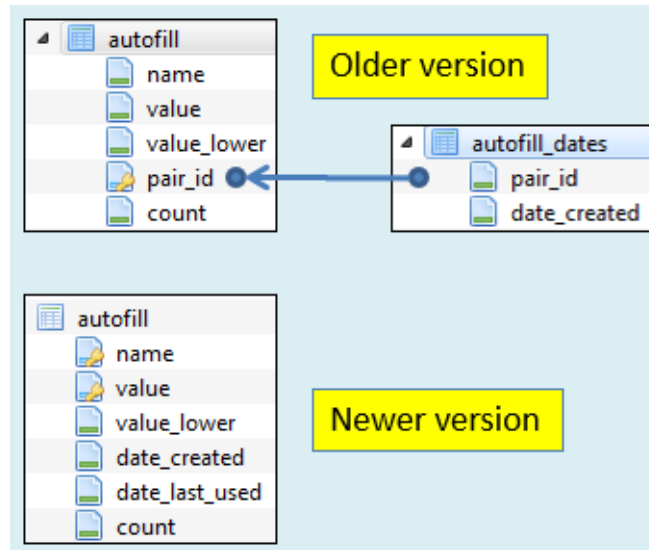 autofill
name
value
value_lower
pair_id
count
Older version
autofill_dates
pair_id
date_created
autofill
name
value
value_lower
date_created
date_last_used
count
Newer version